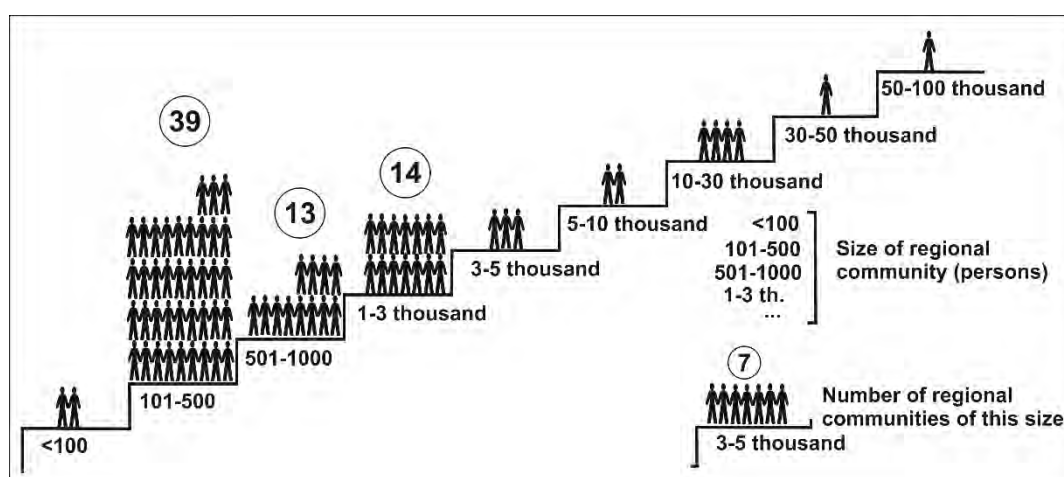 39
13
14
<100
101-500
501-1000
1-3 thousand
3-5 thousand
5-10 thousand
10-30 thousand
30-50 thousand
50-100 thousand
<100
101-500
501-1000
1-3 th.
...
Size of regional
community (persons)
7
3-5 thousand
Number of regional
communities of this size